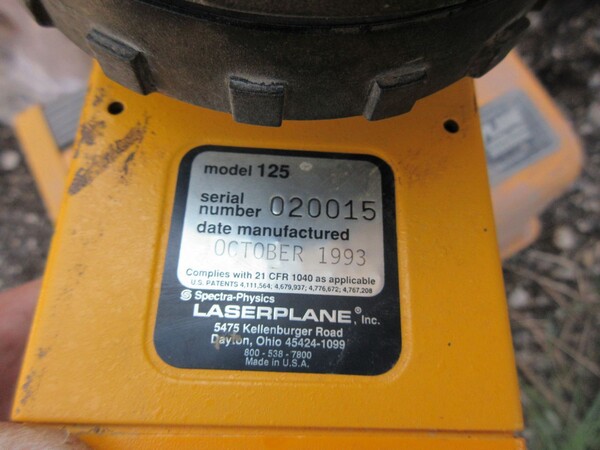 model 125
serial
number 020015
date manufactured
OCTOBER 1993
Complies with 21 CFR 1040 as applicable
U.S. PATENTS 4,111,564; 4,679,937; 4,776,672; 4,767,208
Spectra-Physics
LASERPLANE®, Inc.
5475 Kellenburger Road
Dayton, Ohio 45424-1099
800 - 538 - 7800
Made in U.S.A.
PLANE